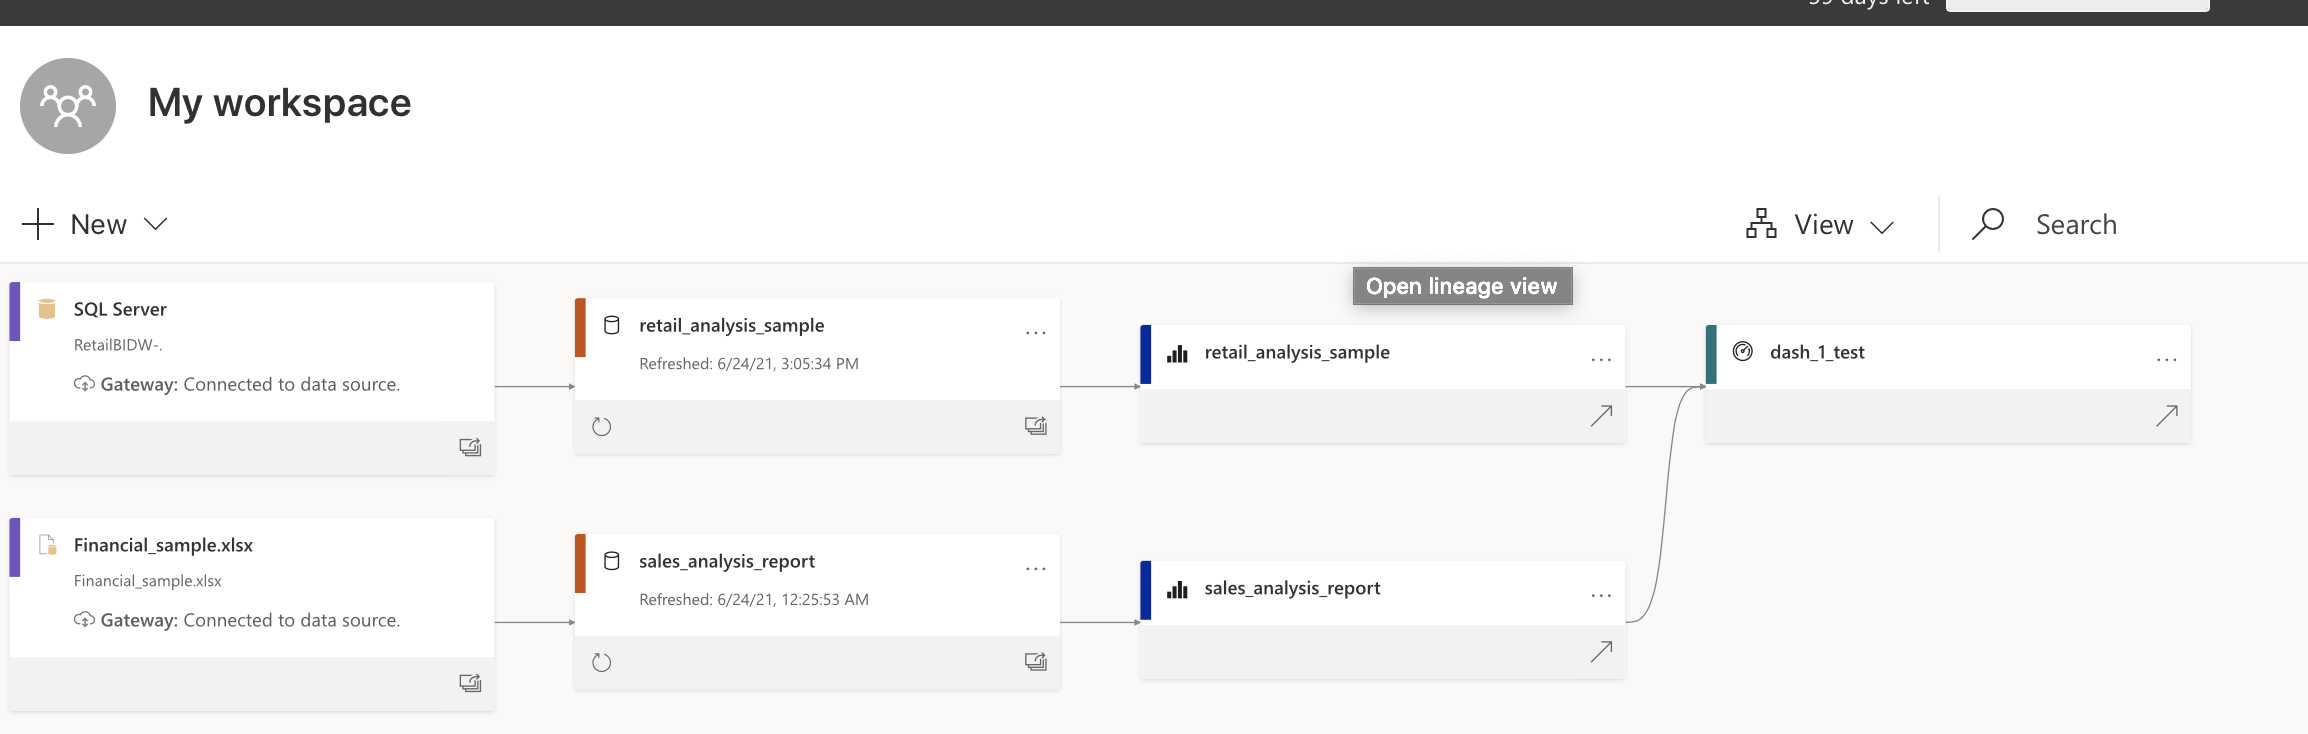 39 days left
My workspace
New
View
Search
Open lineage view
SQL Server
RetailBIDW-.
Gateway: Connected to data source.
retail_analysis_sample
Refreshed: 6/24/21, 3:05:34 PM
retail_analysis_sample
dash_1_test
Financial_sample.xlsx
Financial_sample.xlsx
Gateway: Connected to data source.
sales_analysis_report
Refreshed: 6/24/21, 12:25:53 AM
sales_analysis_report